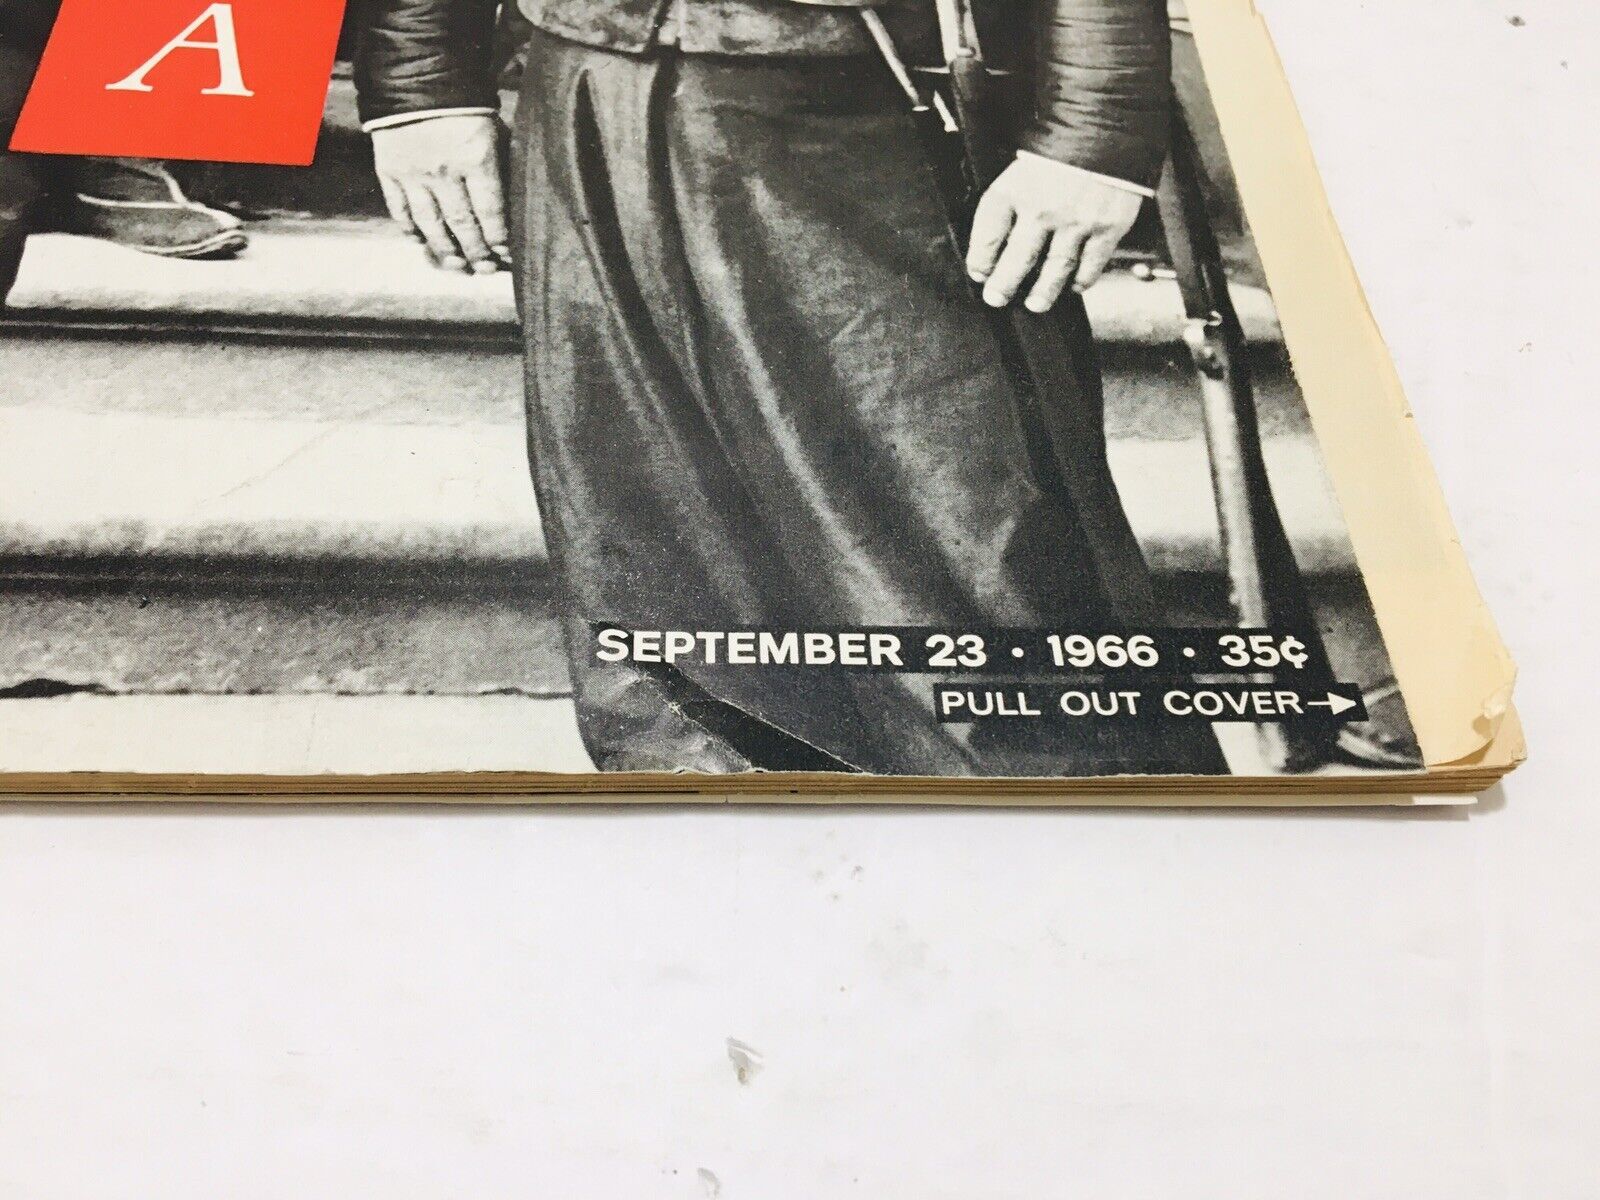 A
SEPTEMBER 23 · 1966 · 35¢
PULL OUT COVER→